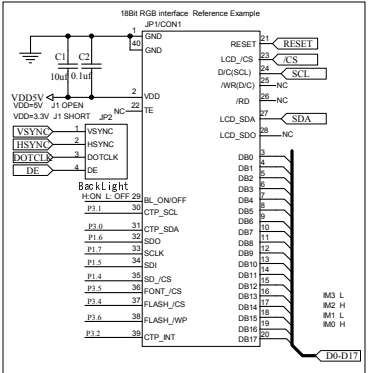 18Bit RGB interface Reference Example
JP1/CON1
1 GND
40 GND
C1 C2
10uf 0.1uf
VDD5V
VDD=5V J1 OPEN
VDD=3.3V J1 SHORT
2 VDD
NC 22 TE
JP2
VSYNC 1 VSYNC
HSYNC 2 HSYNC
DOTCLK 3 DOTCLK
DE 4 DE
BackLight
H:ON L: OFF 29 BL_ON/OFF
P3.1 30 CTP_SCL
P3.0 31 CTP_SDA
P1.6 32 SDO
P1.7 33 SCLK
P1.5 34 SDI
P1.4 35 SD_/CS
P3.5 36 FONT_/CS
P3.4 37 FLASH_/CS
P3.6 38 FLASH_/WP
P3.2 39 CTP_INT
RESET 21 RESET
LCD_/CS 23 /CS
D/C(SCL) 24 SCL
/WR(D/C) 25 NC
/RD 26 NC
LCD_SDA 27 SDA
LCD_SDO 28 NC
DB0 3
DB1 4
DB2 5
DB3 6
DB4 7
DB5 8
DB6 9
DB7 10
DB8 11
DB9 12
DB10 13
DB11 14
DB12 15
DB13 16
DB14 17
DB15 18
DB16 19
DB17 20
IM3 L
IM2 H
IM1 L
IM0 H
D0-D17